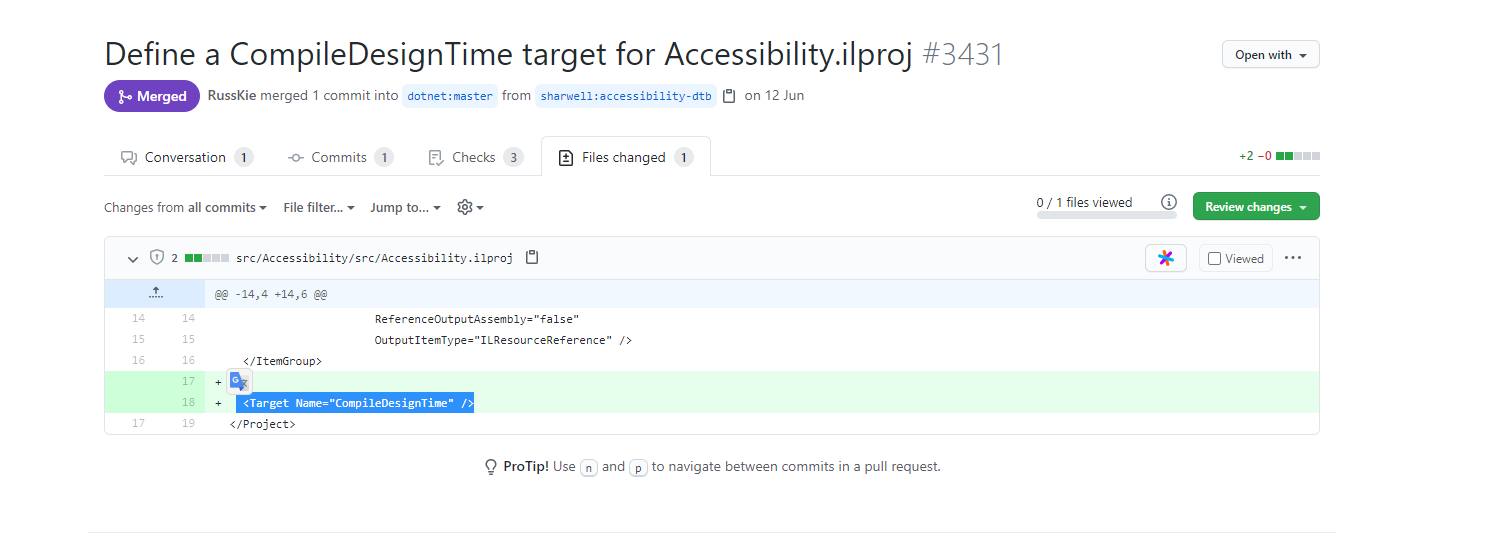 Define a CompileDesignTime target for Accessibility.ilproj #3431
Open with
Merged RussKie merged 1 commit into dotnet:master from sharwell:accessibility-dtb on 12 Jun
Conversation 1 Commits 1 Checks 3 Files changed 1
+2 −0
Changes from all commits File filter... Jump to...
0 / 1 files viewed
Review changes
2 src/Accessibility/src/Accessibility.ilproj
Viewed
@@ -14,4 +14,6 @@
14 14 ReferenceOutputAssembly="false"
15 15 OutputItemType="ILResourceReference" />
16 16 </ItemGroup>
17 +
18 + <Target Name="CompileDesignTime" />
17 19 </Project>
ProTip! Use n and p to navigate between commits in a pull request.